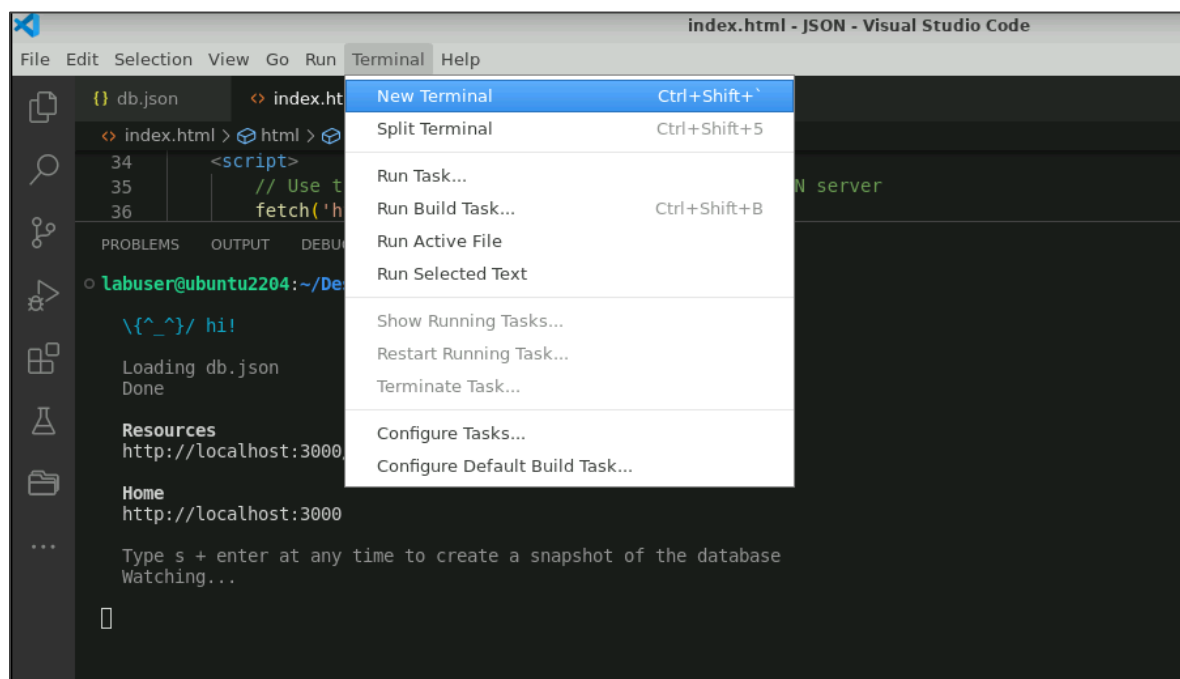 index.html - JSON - Visual Studio Code
File Edit Selection View Go Run Terminal Help
{} db.json <> index.ht
<> index.html > html >
New Terminal Ctrl+Shift+`
Split Terminal Ctrl+Shift+5
Run Task...
Run Build Task... Ctrl+Shift+B
Run Active File
Run Selected Text
Show Running Tasks...
Restart Running Task...
Terminate Task...
Configure Tasks...
Configure Default Build Task...
34 <script>
35 // Use t N server
36 fetch('h
PROBLEMS OUTPUT DEBU
labuser@ubuntu2204:~/De
\{^_^}/ hi!
Loading db.json
Done
Resources
http://localhost:3000
Home
http://localhost:3000
Type s + enter at any time to create a snapshot of the database
Watching...